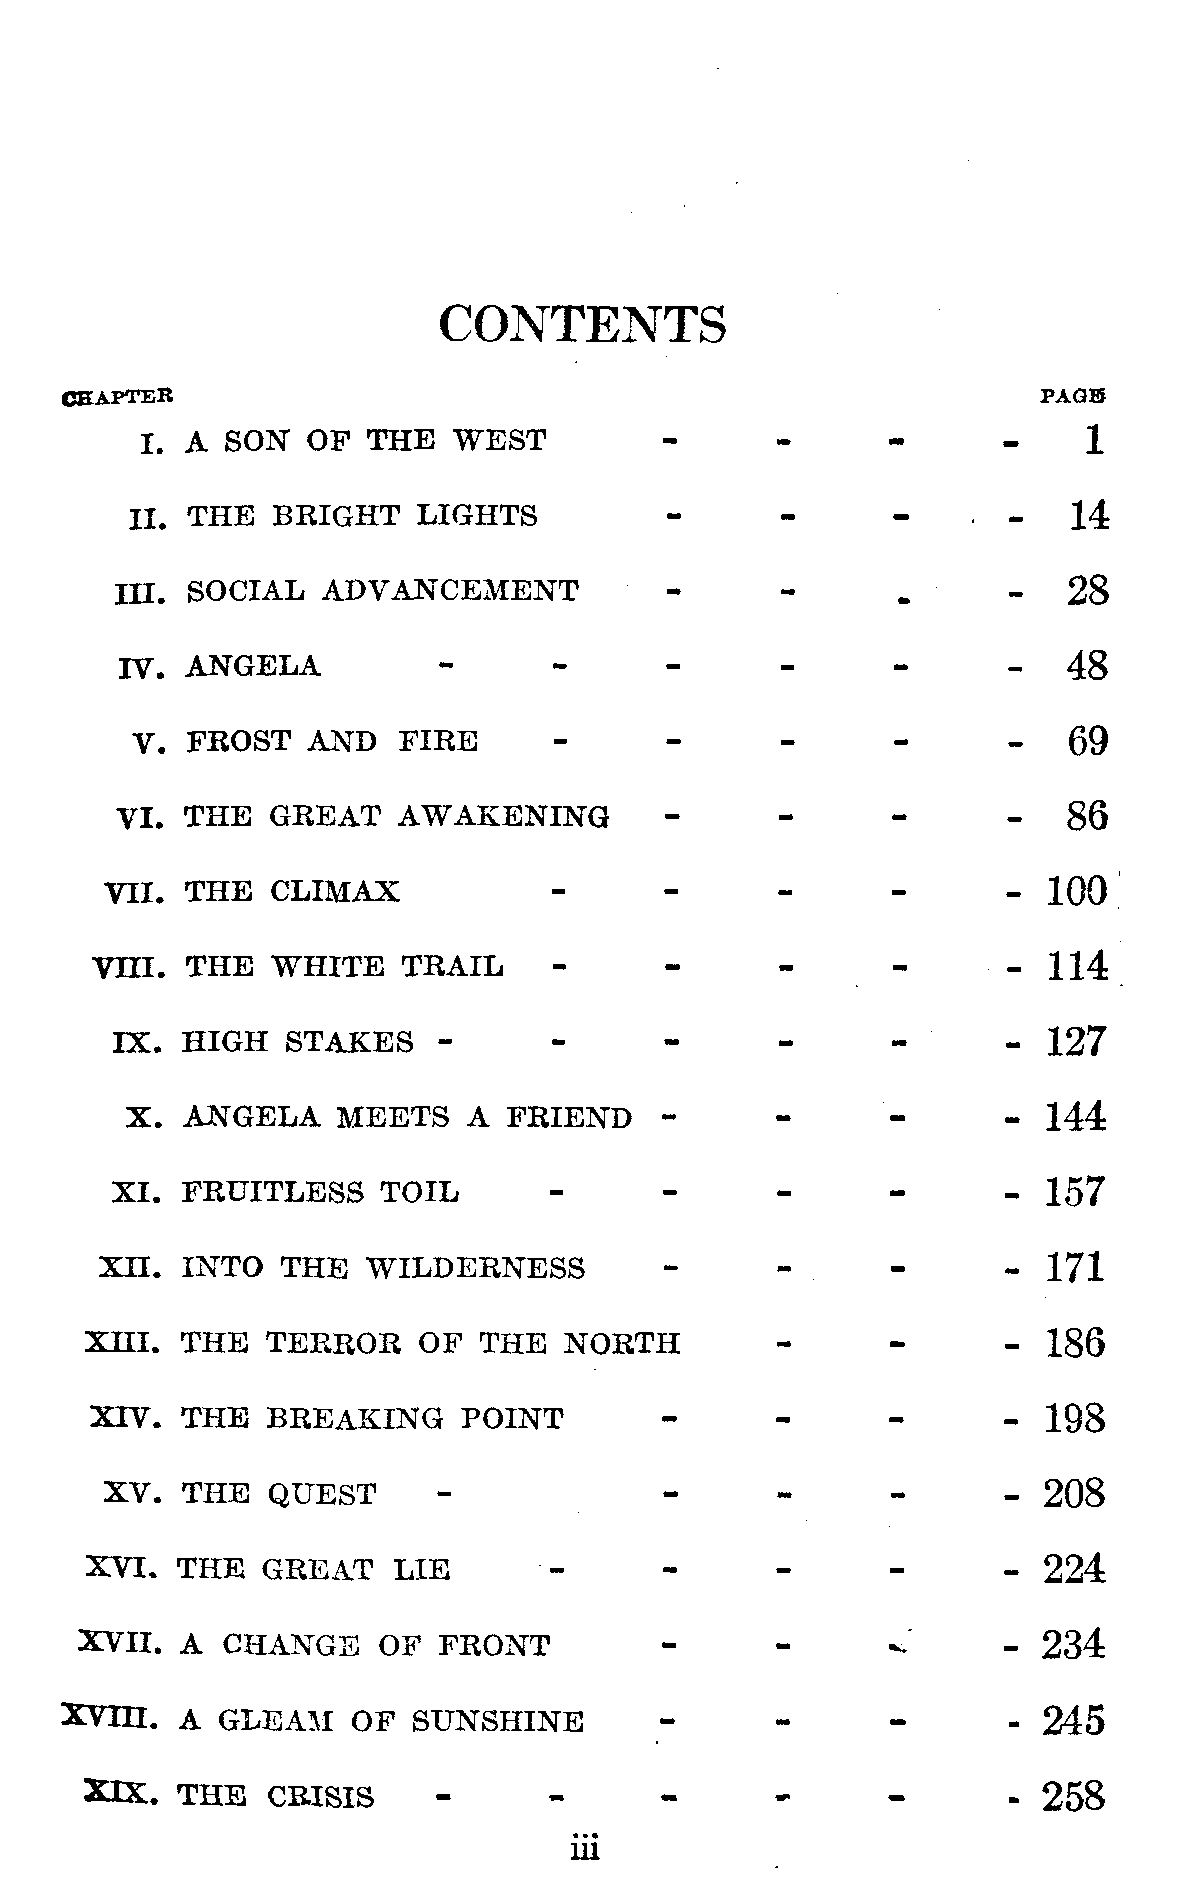 CONTENTS
CHAPTER PAGE
I. A SON OF THE WEST - - - - 1
II. THE BRIGHT LIGHTS - - - - 14
III. SOCIAL ADVANCEMENT - - - - 28
IV. ANGELA - - - - - - 48
V. FROST AND FIRE - - - - - 69
VI. THE GREAT AWAKENING - - - - 86
VII. THE CLIMAX - - - - - 100
VIII. THE WHITE TRAIL - - - - - 114
IX. HIGH STAKES - - - - - - 127
X. ANGELA MEETS A FRIEND - - - - 144
XI. FRUITLESS TOIL - - - - - 157
XII. INTO THE WILDERNESS - - - - 171
XIII. THE TERROR OF THE NORTH - - - 186
XIV. THE BREAKING POINT - - - - 198
XV. THE QUEST - - - - - 208
XVI. THE GREAT LIE - - - - - 224
XVII. A CHANGE OF FRONT - - - - 234
XVIII. A GLEAM OF SUNSHINE - - - - 245
XIX. THE CRISIS - - - - - - 258
iii